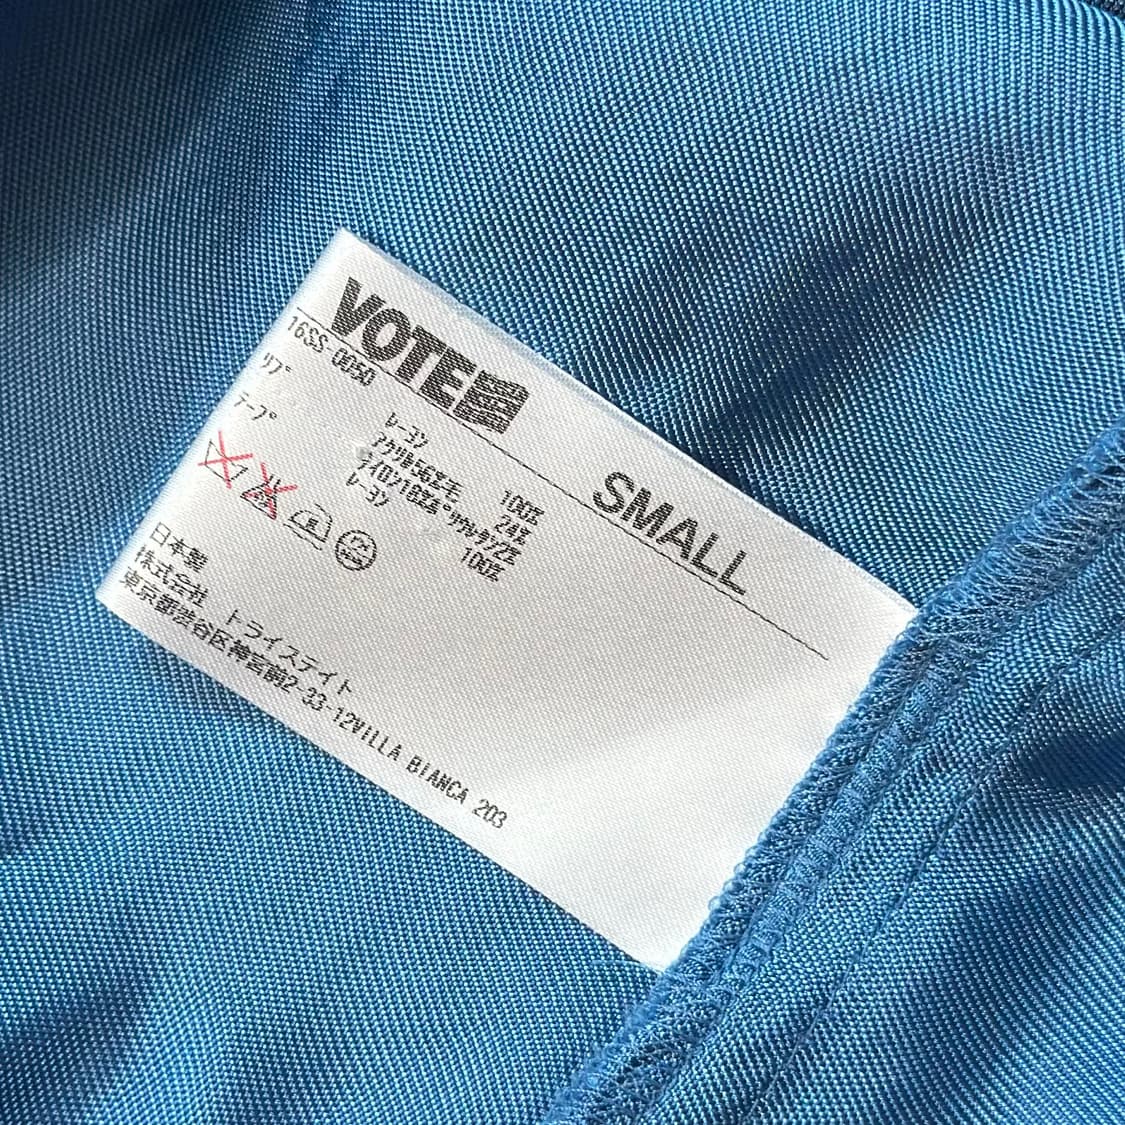 VOTE
SMALL
16SS-0050
レーヨン 100%
リブ アクリル56%毛 24%
ナイロン18%ポリウレタン2%
テープ レーヨン 100%
日本製
株式会社 トライステイト
東京都渋谷区神宮前2-33-12VILLA BIANCA 203